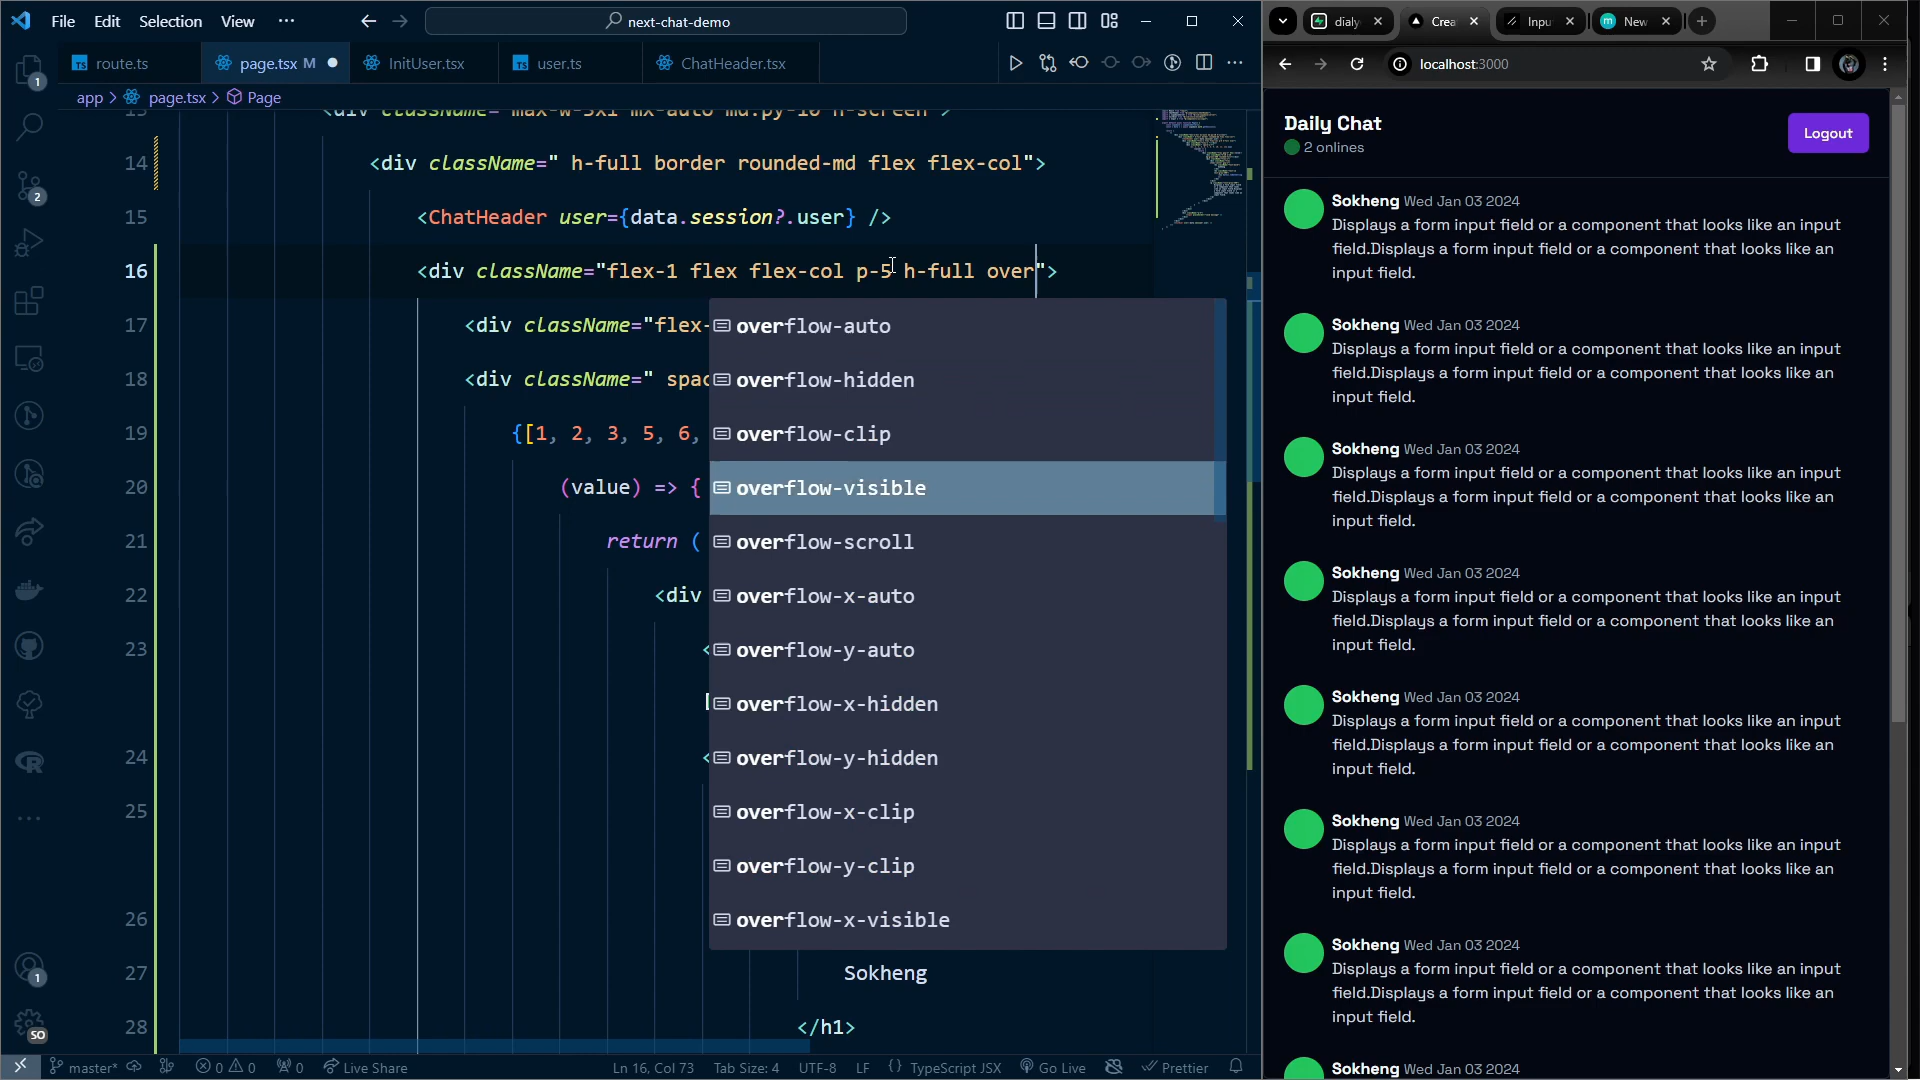 File Edit Selection View ··· next-chat-demo
route.ts page.tsx M InitUser.tsx user.ts ChatHeader.tsx
app > page.tsx > Page
14 <div className=" h-full border rounded-md flex flex-col">
15 <ChatHeader user={data.session?.user} />
16 <div className="flex-1 flex flex-col p-5 h-full over">
17 <div className="flex-
18 <div className=" spac
19 {[1, 2, 3, 5, 6,
20 (value) => {
21 return (
22 <div
23 <
24 <
25
26
27 Sokheng
28 </h1>
overflow-auto
overflow-hidden
overflow-clip
overflow-visible
overflow-scroll
overflow-x-auto
overflow-y-auto
overflow-x-hidden
overflow-y-hidden
overflow-x-clip
overflow-y-clip
overflow-x-visible
1
2
1
SO
master* 0 0 0 Live Share Ln 16, Col 73 Tab Size: 4 UTF-8 LF {} TypeScript JSX Go Live Prettier
dialy Crea Inpu New
localhost:3000
Daily Chat
2 onlines
Logout
Sokheng Wed Jan 03 2024
Displays a form input field or a component that looks like an input
field.Displays a form input field or a component that looks like an
input field.
Sokheng Wed Jan 03 2024
Displays a form input field or a component that looks like an input
field.Displays a form input field or a component that looks like an
input field.
Sokheng Wed Jan 03 2024
Displays a form input field or a component that looks like an input
field.Displays a form input field or a component that looks like an
input field.
Sokheng Wed Jan 03 2024
Displays a form input field or a component that looks like an input
field.Displays a form input field or a component that looks like an
input field.
Sokheng Wed Jan 03 2024
Displays a form input field or a component that looks like an input
field.Displays a form input field or a component that looks like an
input field.
Sokheng Wed Jan 03 2024
Displays a form input field or a component that looks like an input
field.Displays a form input field or a component that looks like an
input field.
Sokheng Wed Jan 03 2024
Displays a form input field or a component that looks like an input
field.Displays a form input field or a component that looks like an
input field.
Sokheng Wed Jan 03 2024